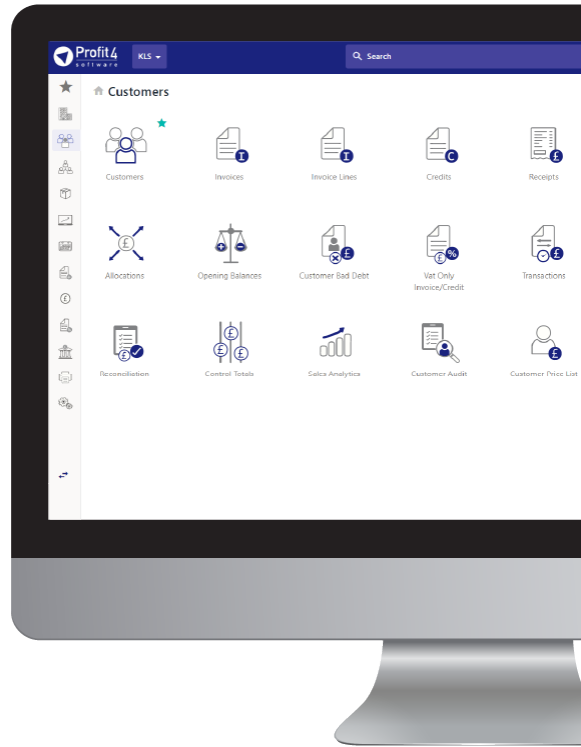 Profit4
software
KLS
Search
Customers
Customers
Invoices
Invoice Lines
Credits
Receipts
Allocations
Opening Balances
Customer Bad Debt
Vat Only
Invoice/Credit
Transactions
Reconciliation
Control Totals
Sales Analytics
Customer Audit
Customer Price List